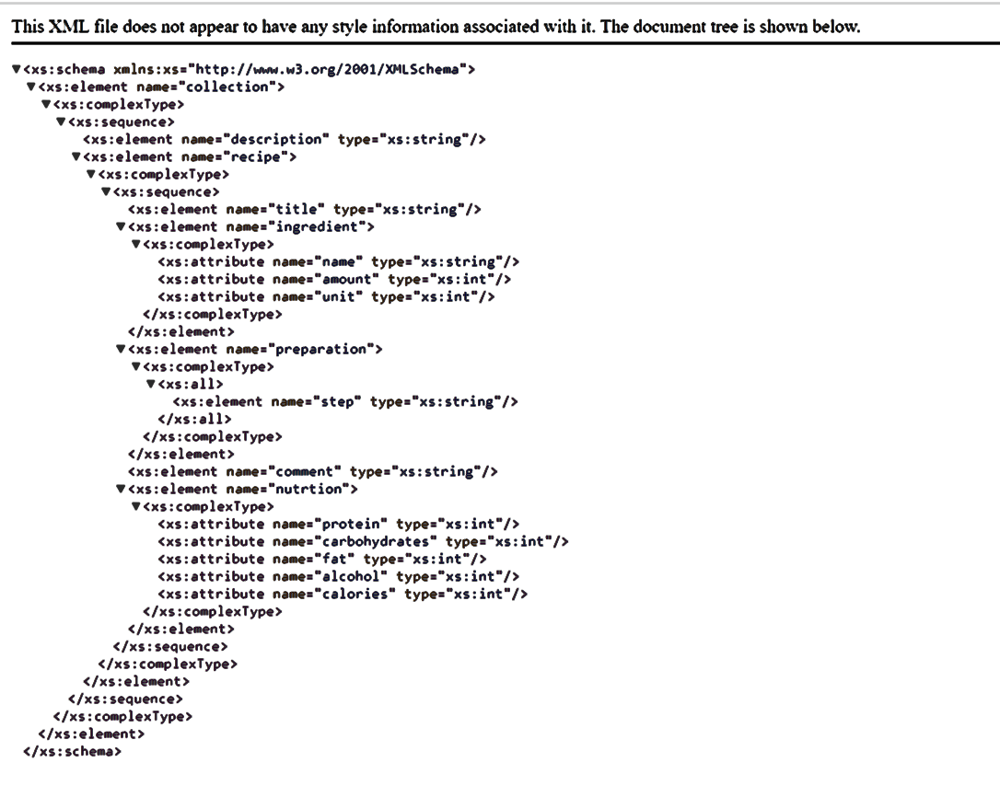 This XML file does not appear to have any style information associated with it. The document tree is shown below.
▼<xs:schema xmlns:xs="http://www.w3.org/2001/XMLSchema">
▼<xs:element name="collection">
▼<xs:complexType>
▼<xs:sequence>
<xs:element name="description" type="xs:string"/>
▼<xs:element name="recipe">
▼<xs:complexType>
▼<xs:sequence>
<xs:element name="title" type="xs:string"/>
▼<xs:element name="ingredient">
▼<xs:complexType>
<xs:attribute name="name" type="xs:string"/>
<xs:attribute name="amount" type="xs:int"/>
<xs:attribute name="unit" type="xs:int"/>
</xs:complexType>
</xs:element>
▼<xs:element name="preparation">
▼<xs:complexType>
▼<xs:all>
<xs:element name="step" type="xs:string"/>
</xs:all>
</xs:complexType>
</xs:element>
<xs:element name="comment" type="xs:string"/>
▼<xs:element name="nutrtion">
▼<xs:complexType>
<xs:attribute name="protein" type="xs:int"/>
<xs:attribute name="carbohydrates" type="xs:int"/>
<xs:attribute name="fat" type="xs:int"/>
<xs:attribute name="alcohol" type="xs:int"/>
<xs:attribute name="calories" type="xs:int"/>
</xs:complexType>
</xs:element>
</xs:sequence>
</xs:complexType>
</xs:element>
</xs:sequence>
</xs:complexType>
</xs:element>
</xs:schema>